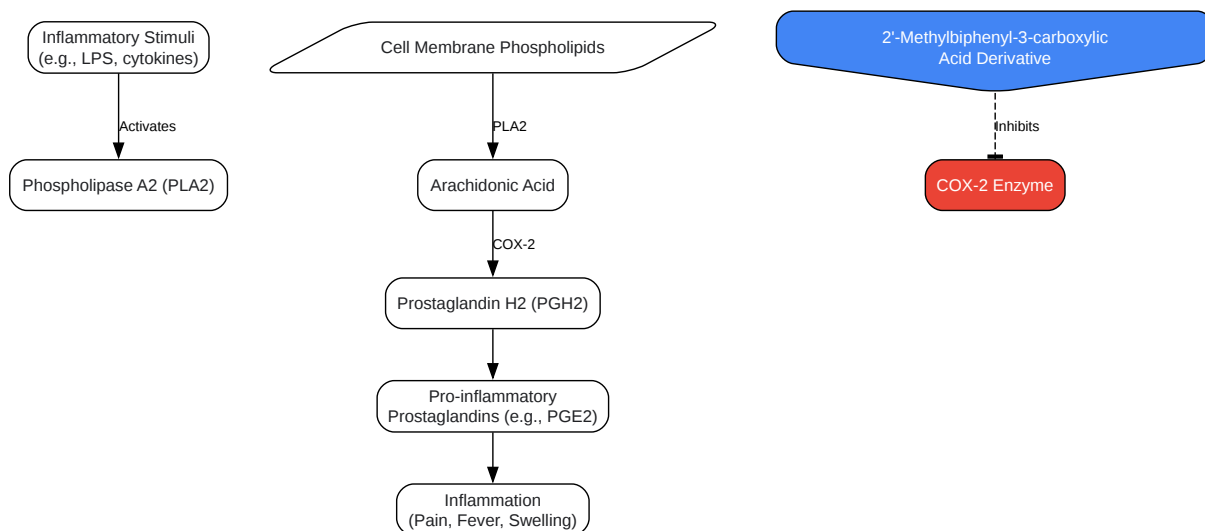 Inflammatory Stimuli
(e.g., LPS, cytokines)
Activates
Phospholipase A2 (PLA2)
Cell Membrane Phospholipids
PLA2
Arachidonic Acid
COX-2
Prostaglandin H2 (PGH2)
Pro-inflammatory
Prostaglandins (e.g., PGE2)
Inflammation
(Pain, Fever, Swelling)
2'-Methylbiphenyl-3-carboxylic
Acid Derivative
Inhibits
COX-2 Enzyme